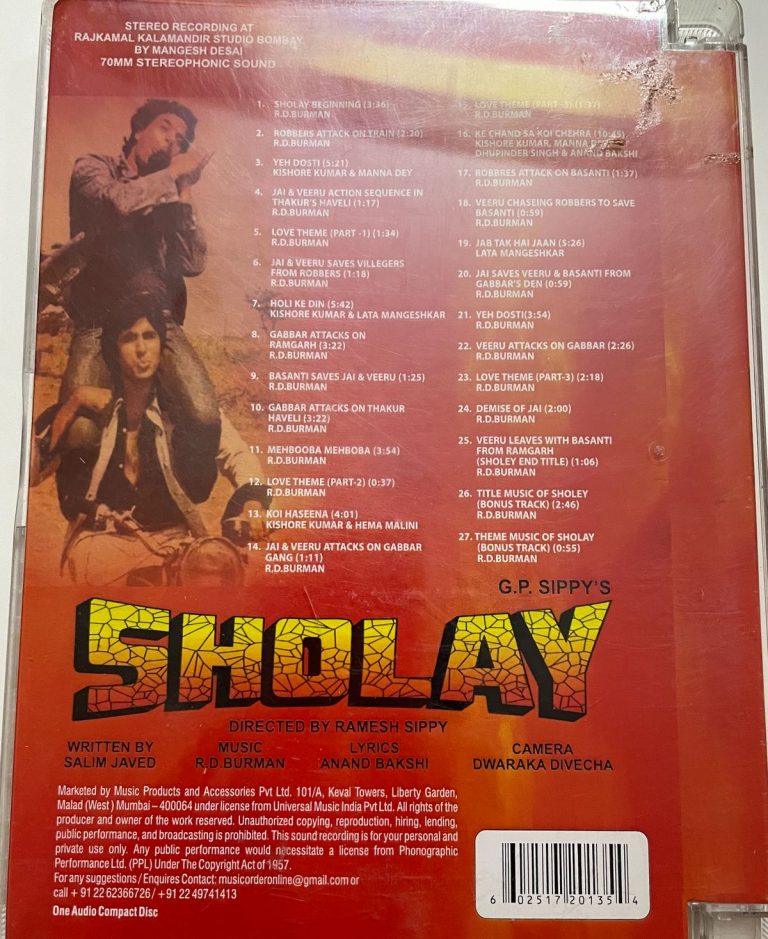 STEREO RECORDING AT
RAJKAMAL KALAMANDIR STUDIO BOMBAY
BY MANGESH DESAI
70MM STEREOPHONIC SOUND
1. SHOLAY BEGINNING (3:36)
R.D.BURMAN
2. ROBBERS ATTACK ON TRAIN (2:20)
R.D.BURMAN
3. YEH DOSTI (5:21)
KISHORE KUMAR & MANNA DEY
4. JAI & VEERU ACTION SEQUENCE IN
THAKUR'S HAVELI (1:17)
R.D.BURMAN
5. LOVE THEME (PART -1) (1:34)
R.D.BURMAN
6. JAI & VEERU SAVES VILLEGERS
FROM ROBBERS (1:18)
R.D.BURMAN
7. HOLI KE DIN (5:42)
KISHORE KUMAR & LATA MANGESHKAR
8. GABBAR ATTACKS ON
RAMGARH (3:22)
R.D.BURMAN
9. BASANTI SAVES JAI & VEERU (1:25)
R.D.BURMAN
10. GABBAR ATTACKS ON THAKUR
HAVELI (3:22)
R.D.BURMAN
11. MEHBOOBA MEHBOBA (3:54)
R.D.BURMAN
12. LOVE THEME (PART-2) (0:37)
R.D.BURMAN
13. KOI HASEENA (4:01)
KISHORE KUMAR & HEMA MALINI
14. JAI & VEERU ATTACKS ON GABBAR
GANG (1:11)
R.D.BURMAN
15. LOVE THEME (PART (1:37)
R.D.BURMAN
16. KE CHAND SA KOI CHEHRA (10:45)
KISHORE KUMAR, MANNA
DHUPINDER SINGH & ANAND BAKSHI
17. ROBBRES ATTACK ON BASANTI (1:37)
R.D.BURMAN
18. VEERU CHASEING ROBBERS TO SAVE
BASANTI (0:59)
R.D.BURMAN
19. JAB TAK HAI JAAN (5:26)
LATA MANGESHKAR
20. JAI SAVES VEERU & BASANTI FROM
GABBAR'S DEN (0:59)
R.D.BURMAN
21. YEH DOSTI(3:54)
R.D.BURMAN
22. VEERU ATTACKS ON GABBAR (2:26)
R.D.BURMAN
23. LOVE THEME (PART-3) (2:18)
R.D.BURMAN
24. DEMISE OF JAI (2:00)
R.D.BURMAN
25. VEERU LEAVES WITH BASANTI
FROM RAMGARH
(SHOLEY END TITLE) (1:06)
R.D.BURMAN
26. TITLE MUSIC OF SHOLEY
(BONUS TRACK) (2:46)
R.D.BURMAN
27. THEME MUSIC OF SHOLAY
(BONUS TRACK) (0:55)
R.D.BURMAN
G.P. SIPPY'S
SHOLAY
DIRECTED BY RAMESH SIPPY
WRITTEN BY
SALIM JAVED
MUSIC
R.D.BURMAN
LYRICS
ANAND BAKSHI
CAMERA
DWARAKA DIVECHA
Marketed by Music Products and Accessories Pvt Ltd. 101/A, Keval Towers, Liberty Garden,
Malad (West) Mumbai – 400064 under license from Universal Music India Pvt Ltd. All rights of the
producer and owner of the work reserved. Unauthorized copying, reproduction, hiring, lending,
public performance, and broadcasting is prohibited. This sound recording is for your personal and
private use only. Any public performance would necessitate a license from Phonographic
Performance Ltd. (PPL) Under The Copyright Act of 1957.
For any suggestions / Enquires Contact: musicorderonline@gmail.com or
call + 91 22 62366726 / +91 22 49741413
One Audio Compact Disc
6 02517 20135 4